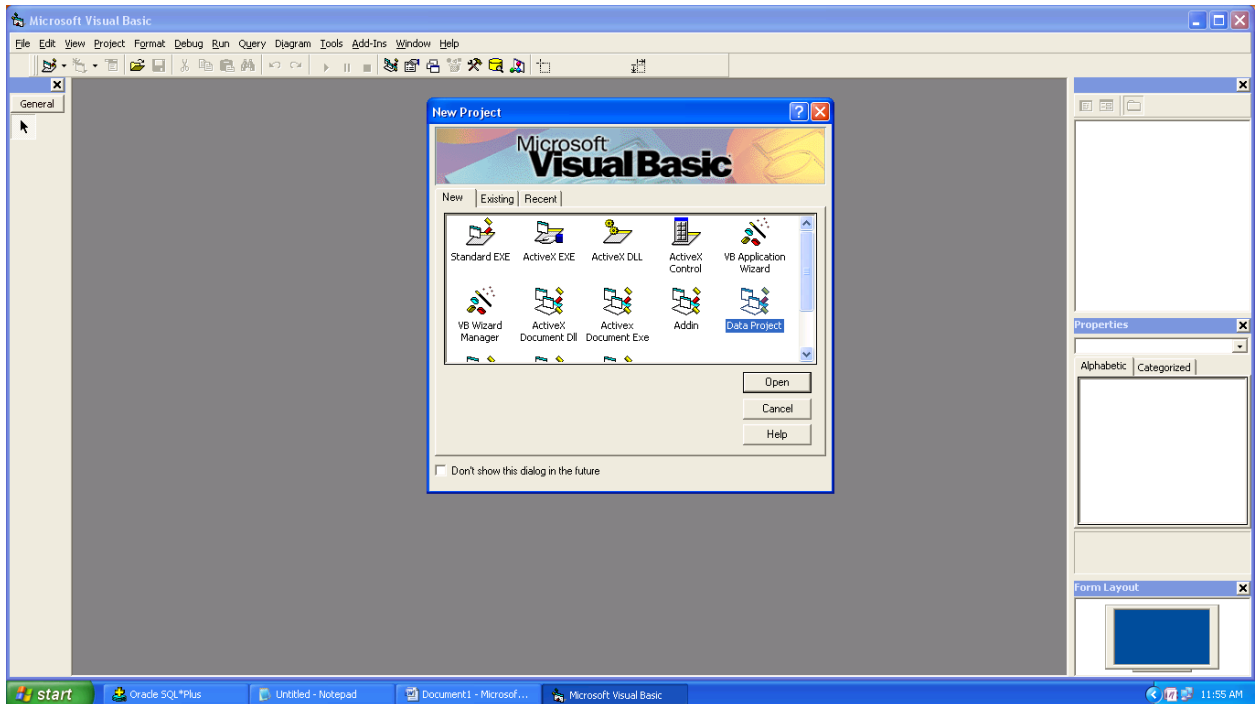 Microsoft Visual Basic
File Edit View Project Format Debug Run Query Diagram Tools Add-Ins Window Help
General
New Project
Microsoft
Visual Basic
New Existing Recent
Standard EXE ActiveX EXE ActiveX DLL ActiveX Control VB Application Wizard
VB Wizard Manager ActiveX Document Dll Activex Document Exe Addin Data Project
Open
Cancel
Help
Don't show this dialog in the future
Properties
Alphabetic Categorized
Form Layout
start Oracle SQL*Plus Untitled - Notepad Document1 - Microsof... Microsoft Visual Basic 11:55 AM